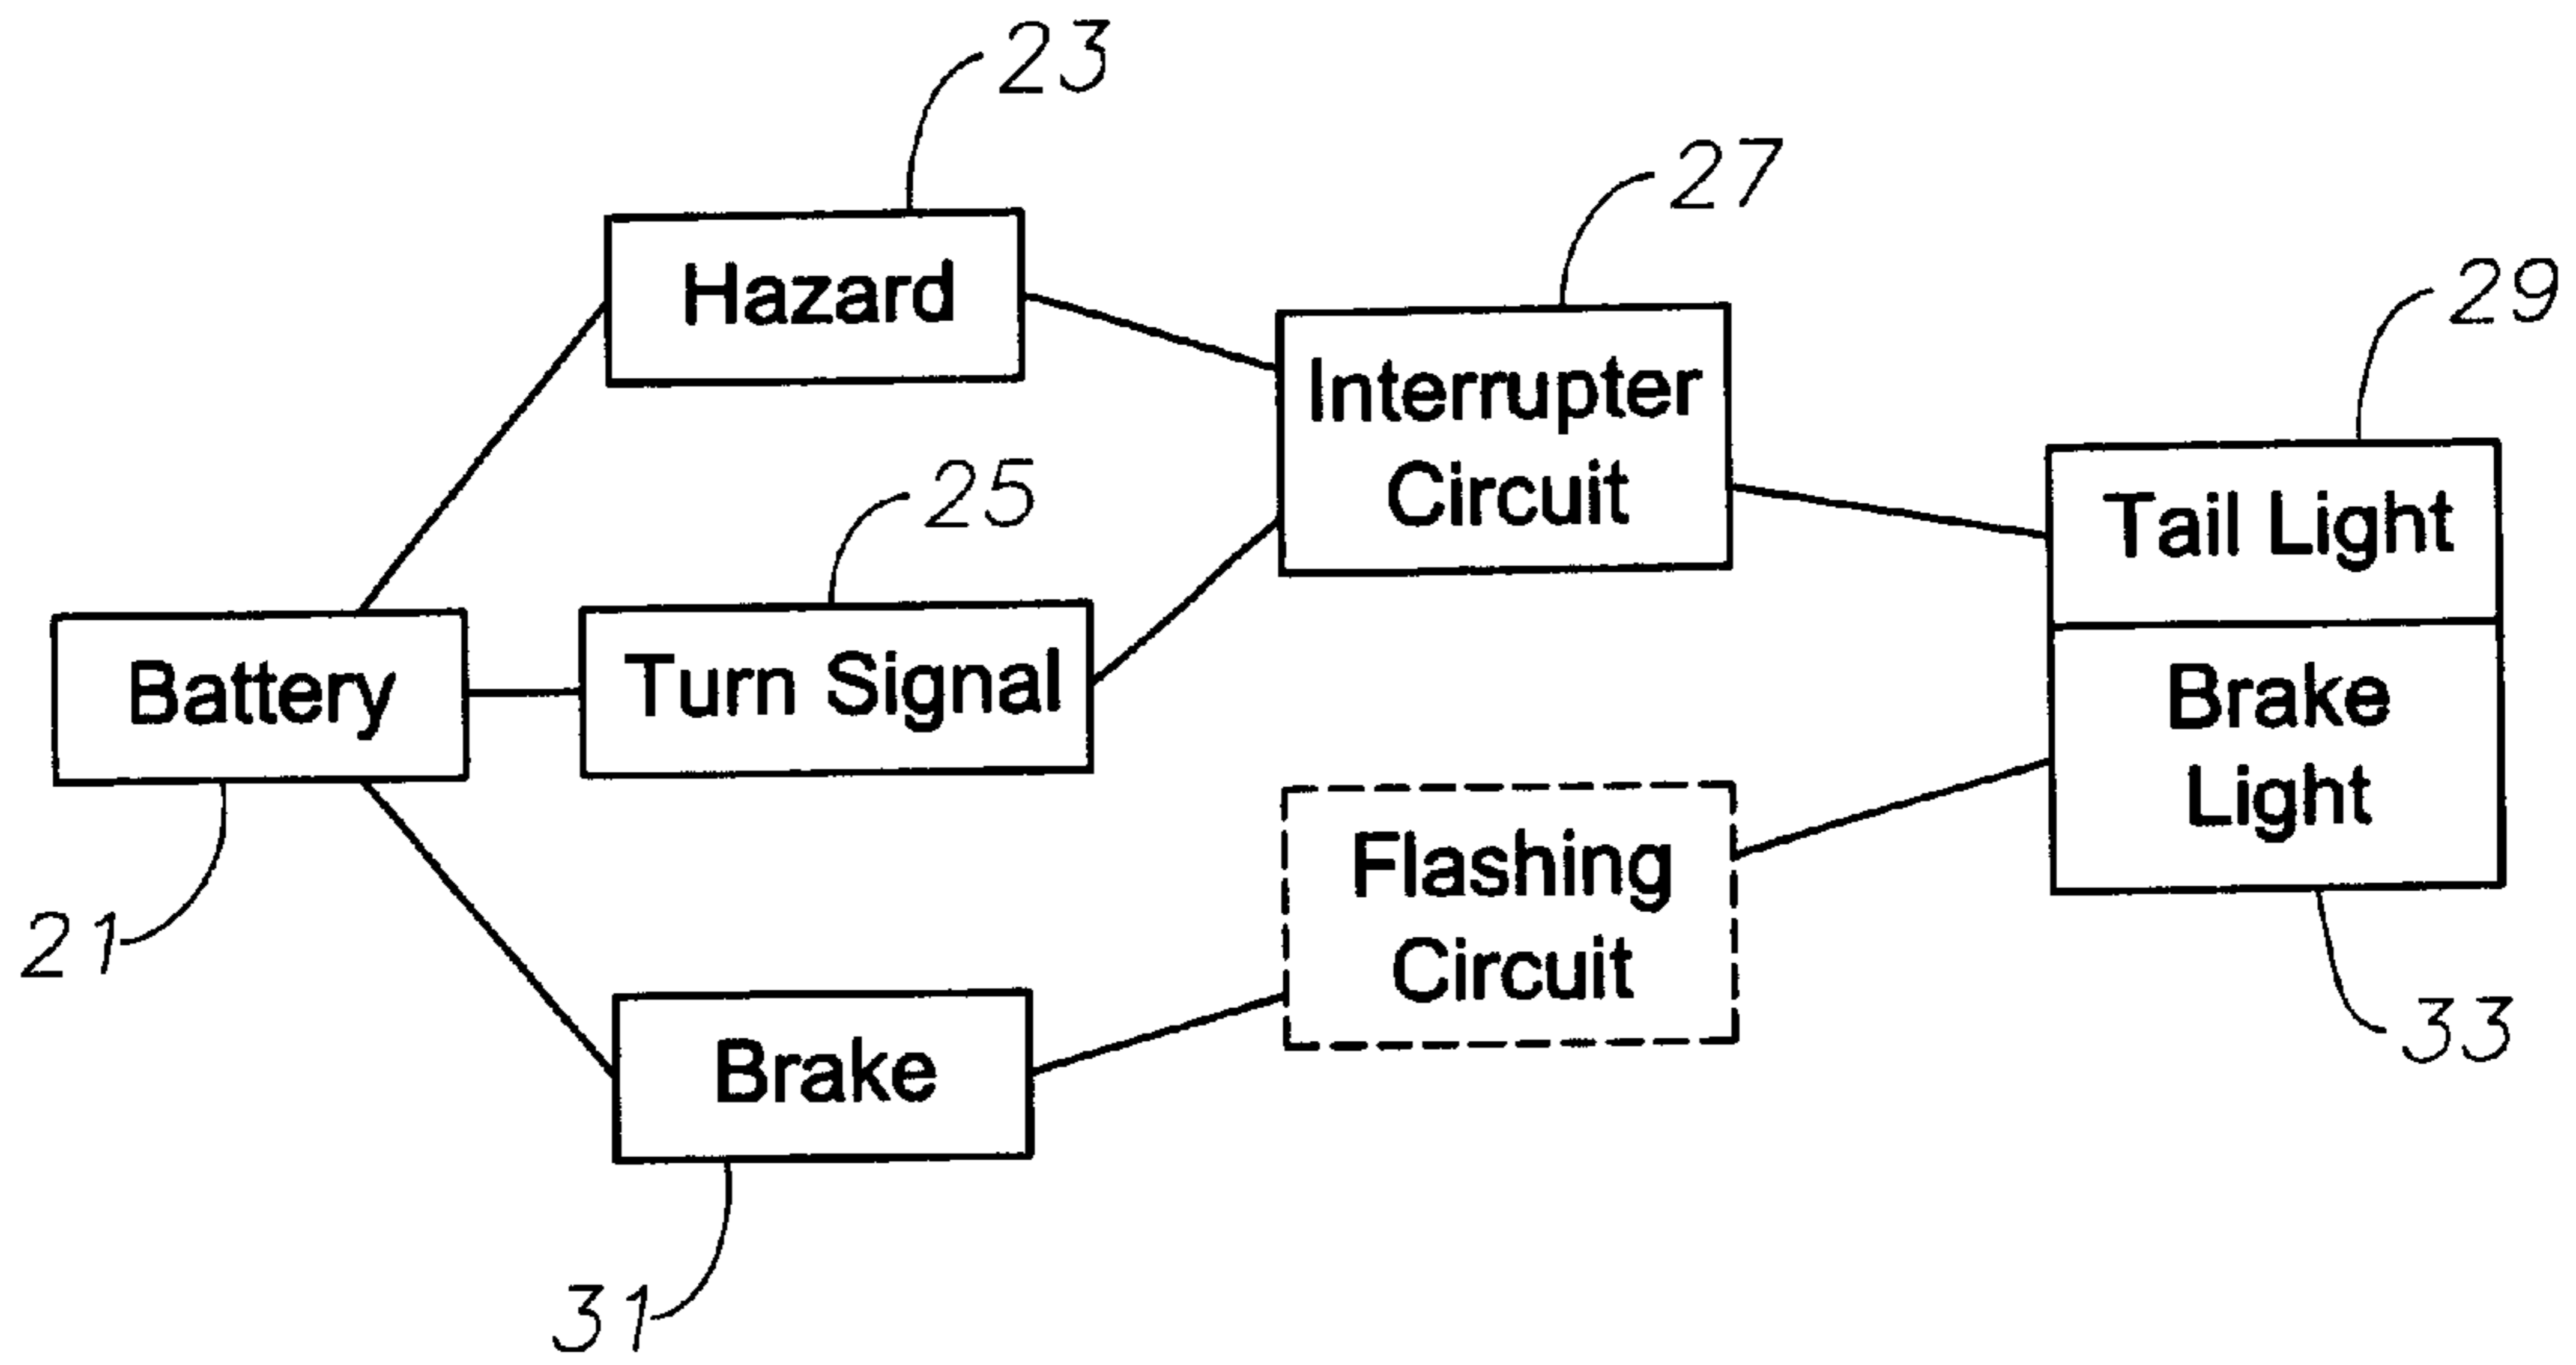 23
Hazard
27
Interrupter
Circuit
29
Tail Light
25
Turn Signal
Battery
21
Brake
Light
33
Flashing
Circuit
Brake
31